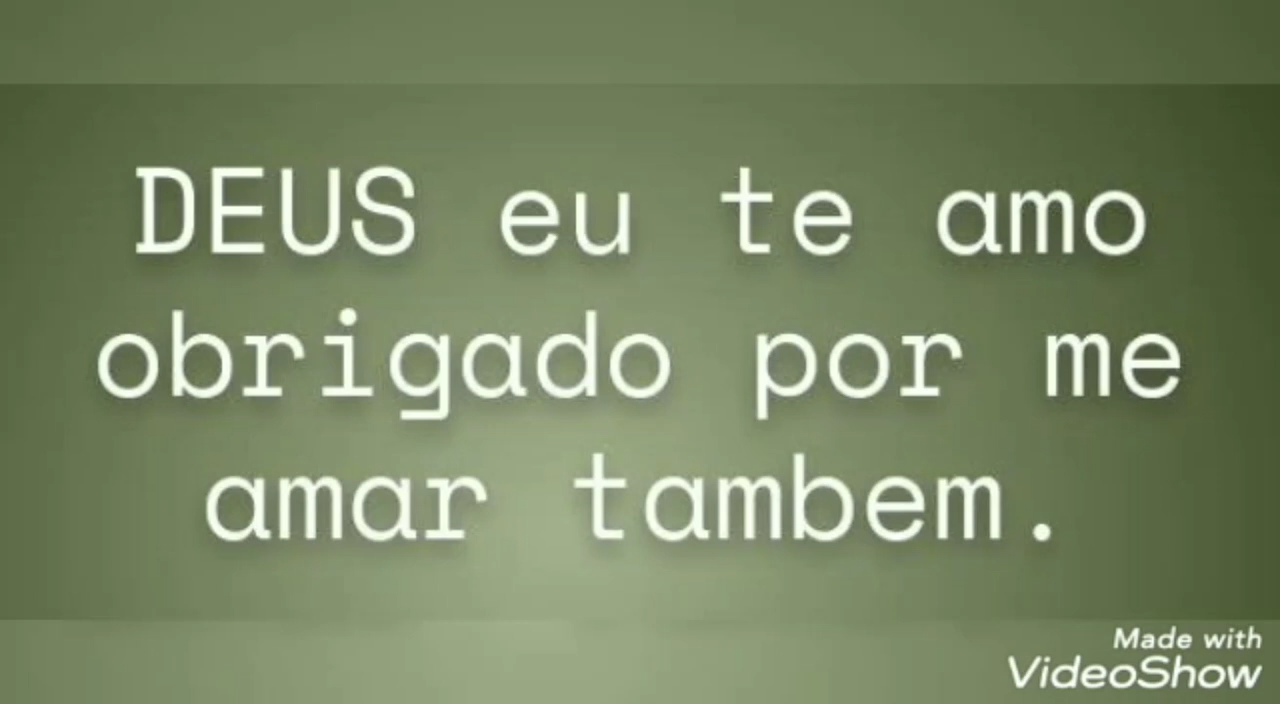 DEUS eu te amo
obrigado por me
amar tambem.
Made with
VideoShow